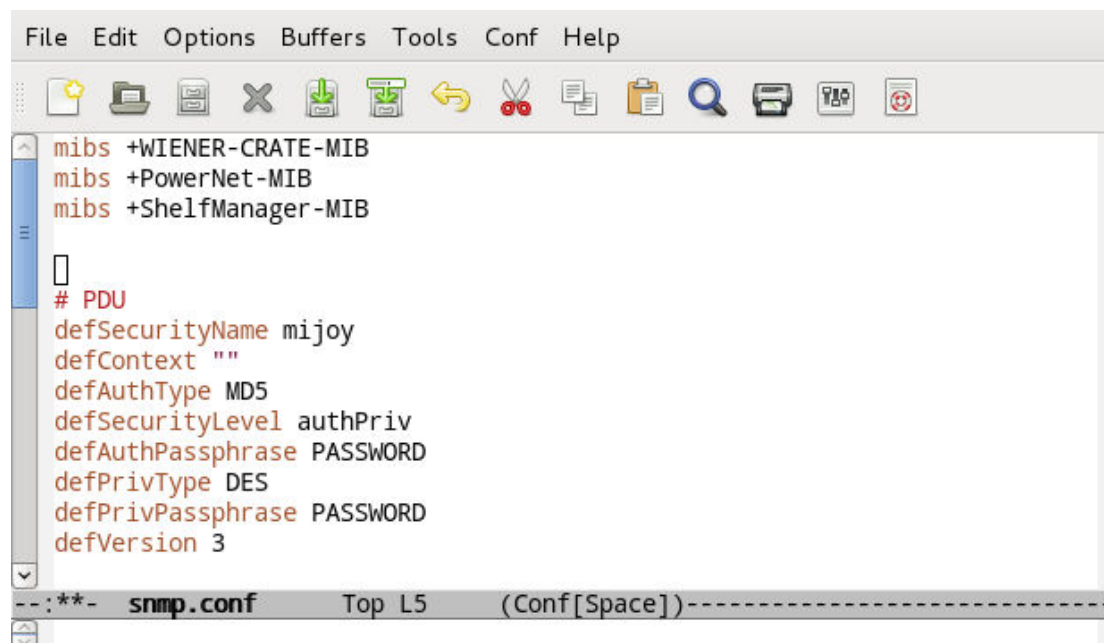 File Edit Options Buffers Tools Conf Help
mibs +WIENER-CRATE-MIB
mibs +PowerNet-MIB
mibs +ShelfManager-MIB
# PDU
defSecurityName mijoy
defContext ""
defAuthType MD5
defSecurityLevel authPriv
defAuthPassphrase PASSWORD
defPrivType DES
defPrivPassphrase PASSWORD
defVersion 3
--:**- snmp.conf Top L5 (Conf[Space])-----------------------------